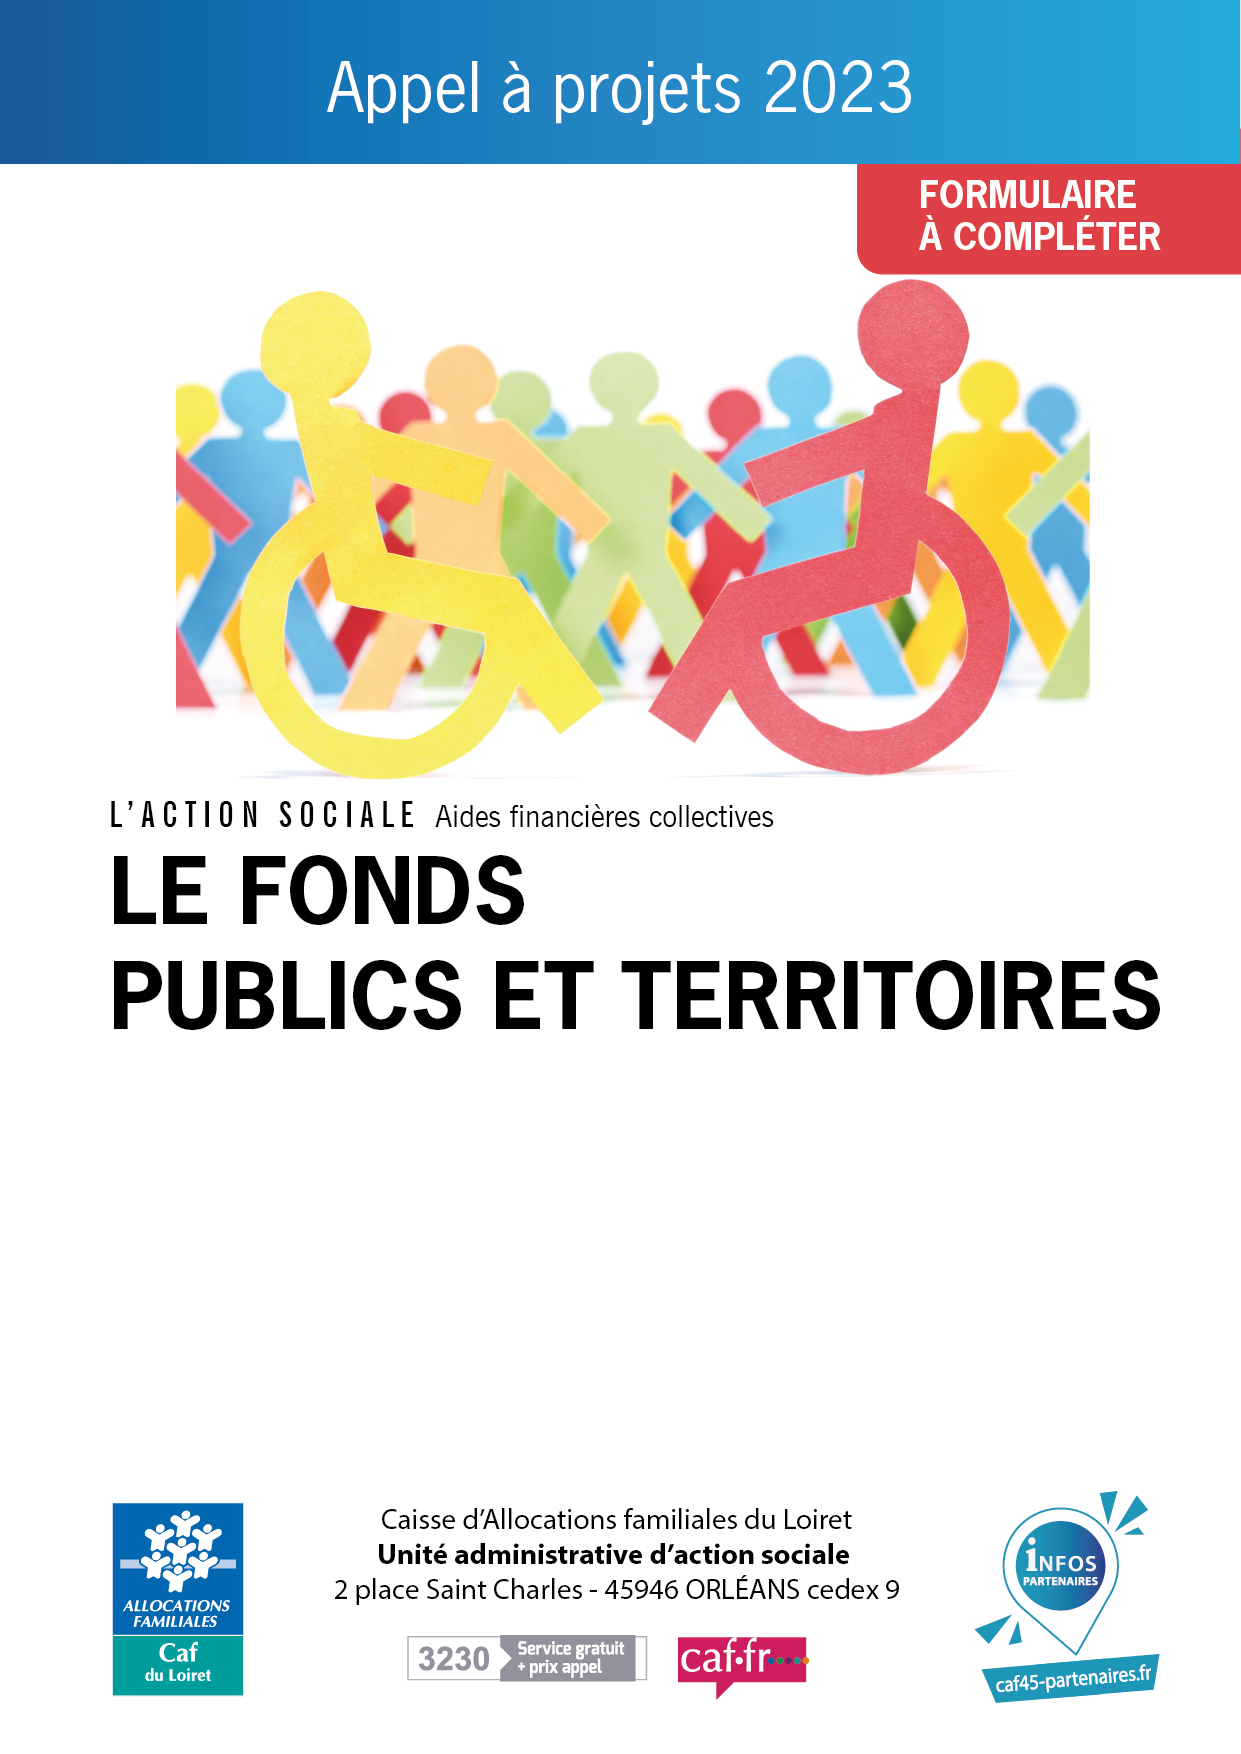 Appel à projets 2023
FORMULAIRE
À COMPLÉTER
L'ACTION SOCIALE Aides financières collectives
LE FONDS
PUBLICS ET TERRITOIRES
ALLOCATIONS
FAMILIALES
Caf
du Loiret
Caisse d'Allocations familiales du Loiret
Unité administrative d'action sociale
2 place Saint Charles - 45946 ORLÉANS cedex 9
3230 Service gratuit
+ prix appel
caf.fr
iNFOS
PARTENAIRES
caf45-partenaires.fr